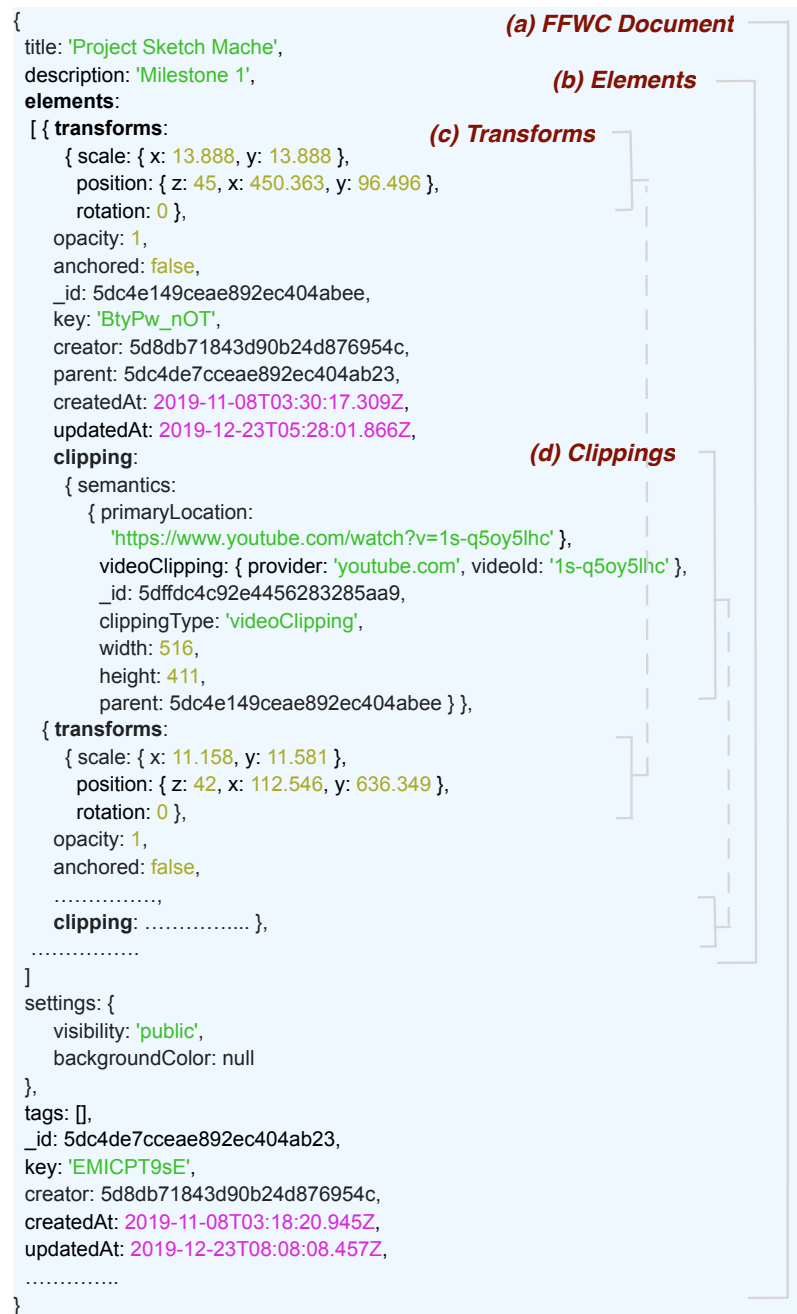 {
(a) FFWC Document
title: 'Project Sketch Mache',
description: 'Milestone 1',
(b) Elements
elements:
[ { transforms:
(c) Transforms
{ scale: { x: 13.888, y: 13.888 },
position: { z: 45, x: 450.363, y: 96.496 },
rotation: 0 },
opacity: 1,
anchored: false,
_id: 5dc4e149ceae892ec404abee,
key: 'BtyPw_nOT',
creator: 5d8db71843d90b24d876954c,
parent: 5dc4de7cceae892ec404ab23,
createdAt: 2019-11-08T03:30:17.309Z,
updatedAt: 2019-12-23T05:28:01.866Z,
clipping:
(d) Clippings
{ semantics:
{ primaryLocation:
'https://www.youtube.com/watch?v=1s-q5oy5lhc' },
videoClipping: { provider: 'youtube.com', videoId: '1s-q5oy5lhc' },
_id: 5dffdc4c92e4456283285aa9,
clippingType: 'videoClipping',
width: 516,
height: 411,
parent: 5dc4e149ceae892ec404abee } },
{ transforms:
{ scale: { x: 11.158, y: 11.581 },
position: { z: 42, x: 112.546, y: 636.349 },
rotation: 0 },
opacity: 1,
anchored: false,
……………,
clipping: ………….... },
…………….
]
settings: {
visibility: 'public',
backgroundColor: null
},
tags: [],
_id: 5dc4de7cceae892ec404ab23,
key: 'EMICPT9sE',
creator: 5d8db71843d90b24d876954c,
createdAt: 2019-11-08T03:18:20.945Z,
updatedAt: 2019-12-23T08:08:08.457Z,
…………..
}